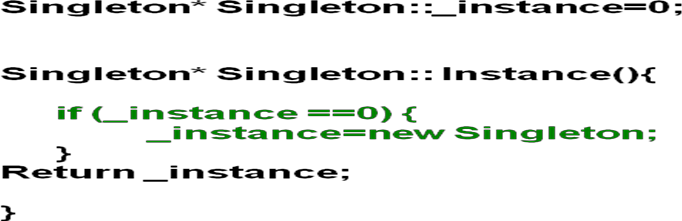 Singleton* Singleton::_instance=0;
Singleton* Singleton:: Instance(){
if (_instance ==0) {
_instance=new Singleton;
}
Return _instance;
}